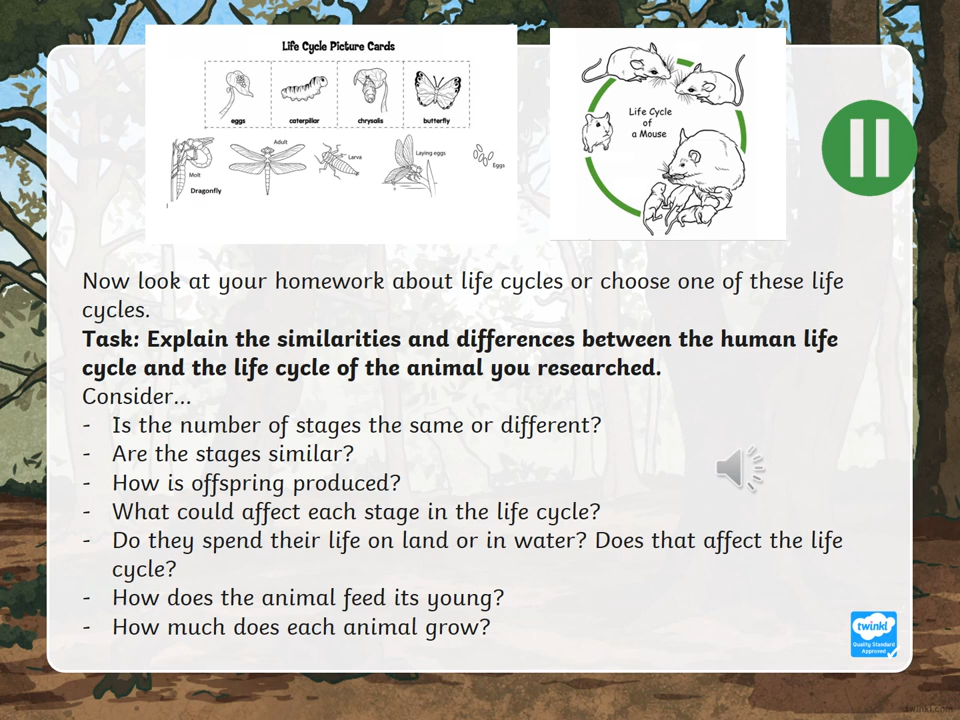 Life Cycle Picture Cards
eggs
caterpillar
chrysalis
butterfly
Adult
Larva
Laying eggs
Eggs
Molt
Dragonfly
Life Cycle
of
a Mouse
Now look at your homework about life cycles or choose one of these life
cycles.
Task: Explain the similarities and differences between the human life
cycle and the life cycle of the animal you researched.
Consider...
- Is the number of stages the same or different?
- Are the stages similar?
- How is offspring produced?
- What could affect each stage in the life cycle?
- Do they spend their life on land or in water? Does that affect the life
cycle?
- How does the animal feed its young?
- How much does each animal grow?
twinkl
Quality Standard
Approved
twinkl.com